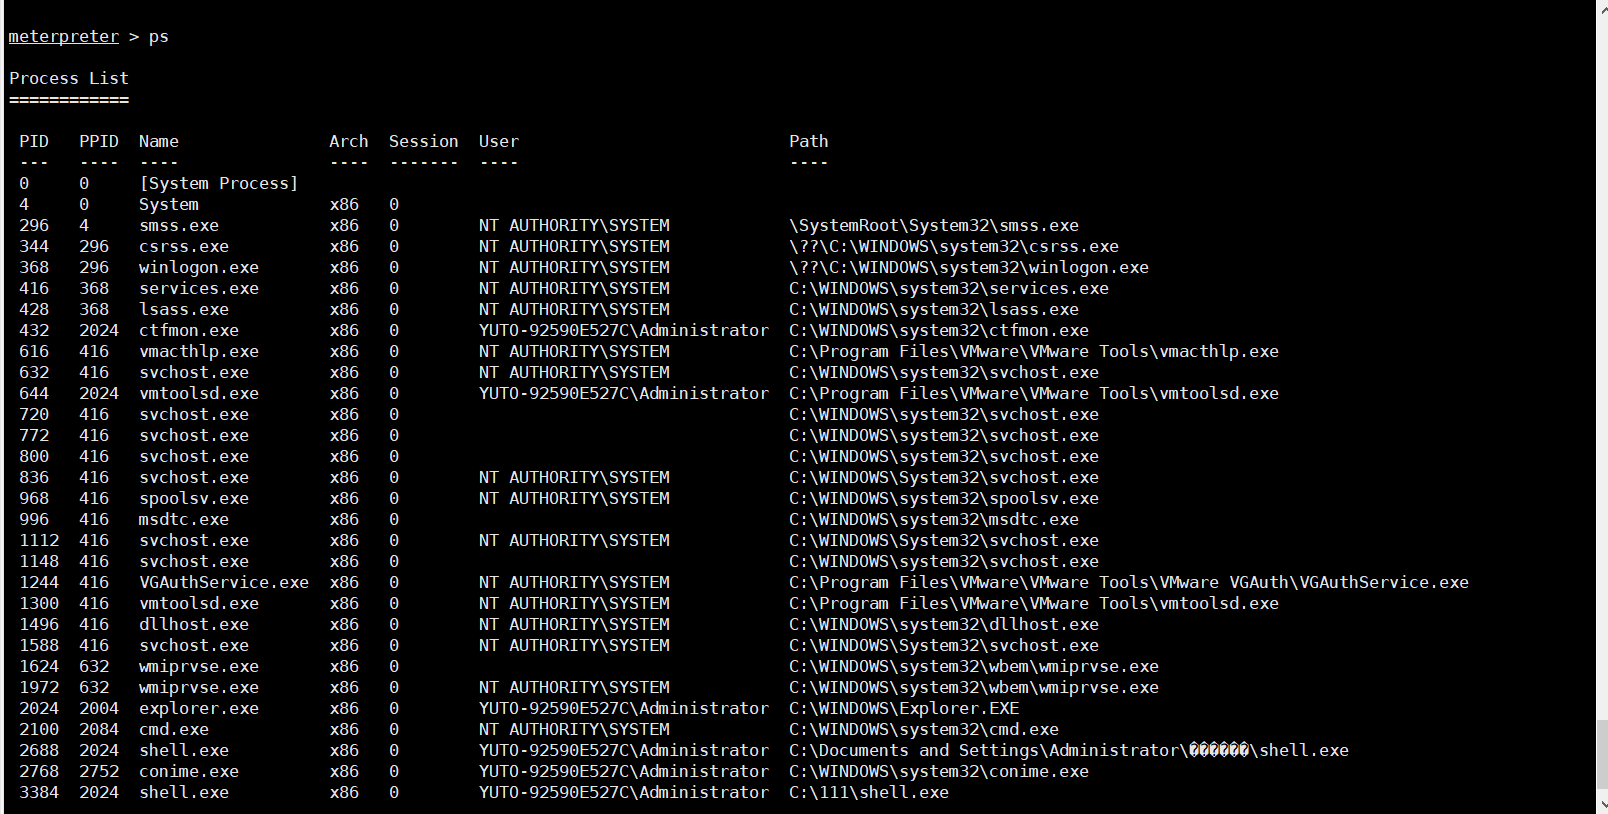 meterpreter > ps
Process List
============
PID   PPID  Name               Arch  Session  User                           Path
---   ----  ----               ----  -------  ----                           ----
0     0     [System Process]
4     0     System             x86   0
296   4     smss.exe           x86   0        NT AUTHORITY\SYSTEM            \SystemRoot\System32\smss.exe
344   296   csrss.exe          x86   0        NT AUTHORITY\SYSTEM            \??\C:\WINDOWS\system32\csrss.exe
368   296   winlogon.exe       x86   0        NT AUTHORITY\SYSTEM            \??\C:\WINDOWS\system32\winlogon.exe
416   368   services.exe       x86   0        NT AUTHORITY\SYSTEM            C:\WINDOWS\system32\services.exe
428   368   lsass.exe          x86   0        NT AUTHORITY\SYSTEM            C:\WINDOWS\system32\lsass.exe
432   2024  ctfmon.exe         x86   0        YUTO-92590E527C\Administrator  C:\WINDOWS\system32\ctfmon.exe
616   416   vmacthlp.exe       x86   0        NT AUTHORITY\SYSTEM            C:\Program Files\VMware\VMware Tools\vmacthlp.exe
632   416   svchost.exe        x86   0        NT AUTHORITY\SYSTEM            C:\WINDOWS\system32\svchost.exe
644   2024  vmtoolsd.exe       x86   0        YUTO-92590E527C\Administrator  C:\Program Files\VMware\VMware Tools\vmtoolsd.exe
720   416   svchost.exe        x86   0                                       C:\WINDOWS\system32\svchost.exe
772   416   svchost.exe        x86   0                                       C:\WINDOWS\system32\svchost.exe
800   416   svchost.exe        x86   0                                       C:\WINDOWS\system32\svchost.exe
836   416   svchost.exe        x86   0        NT AUTHORITY\SYSTEM            C:\WINDOWS\System32\svchost.exe
968   416   spoolsv.exe        x86   0        NT AUTHORITY\SYSTEM            C:\WINDOWS\system32\spoolsv.exe
996   416   msdtc.exe          x86   0                                       C:\WINDOWS\system32\msdtc.exe
1112  416   svchost.exe        x86   0        NT AUTHORITY\SYSTEM            C:\WINDOWS\System32\svchost.exe
1148  416   svchost.exe        x86   0                                       C:\WINDOWS\system32\svchost.exe
1244  416   VGAuthService.exe  x86   0        NT AUTHORITY\SYSTEM            C:\Program Files\VMware\VMware Tools\VMware VGAuth\VGAuthService.exe
1300  416   vmtoolsd.exe       x86   0        NT AUTHORITY\SYSTEM            C:\Program Files\VMware\VMware Tools\vmtoolsd.exe
1496  416   dllhost.exe        x86   0        NT AUTHORITY\SYSTEM            C:\WINDOWS\system32\dllhost.exe
1588  416   svchost.exe        x86   0        NT AUTHORITY\SYSTEM            C:\WINDOWS\System32\svchost.exe
1624  632   wmiprvse.exe       x86   0                                       C:\WINDOWS\system32\wbem\wmiprvse.exe
1972  632   wmiprvse.exe       x86   0        NT AUTHORITY\SYSTEM            C:\WINDOWS\system32\wbem\wmiprvse.exe
2024  2004  explorer.exe       x86   0        YUTO-92590E527C\Administrator  C:\WINDOWS\Explorer.EXE
2100  2084  cmd.exe            x86   0        NT AUTHORITY\SYSTEM            C:\WINDOWS\system32\cmd.exe
2688  2024  shell.exe          x86   0        YUTO-92590E527C\Administrator  C:\Documents and Settings\Administrator\������\shell.exe
2768  2752  conime.exe         x86   0        YUTO-92590E527C\Administrator  C:\WINDOWS\system32\conime.exe
3384  2024  shell.exe          x86   0        YUTO-92590E527C\Administrator  C:\111\shell.exe